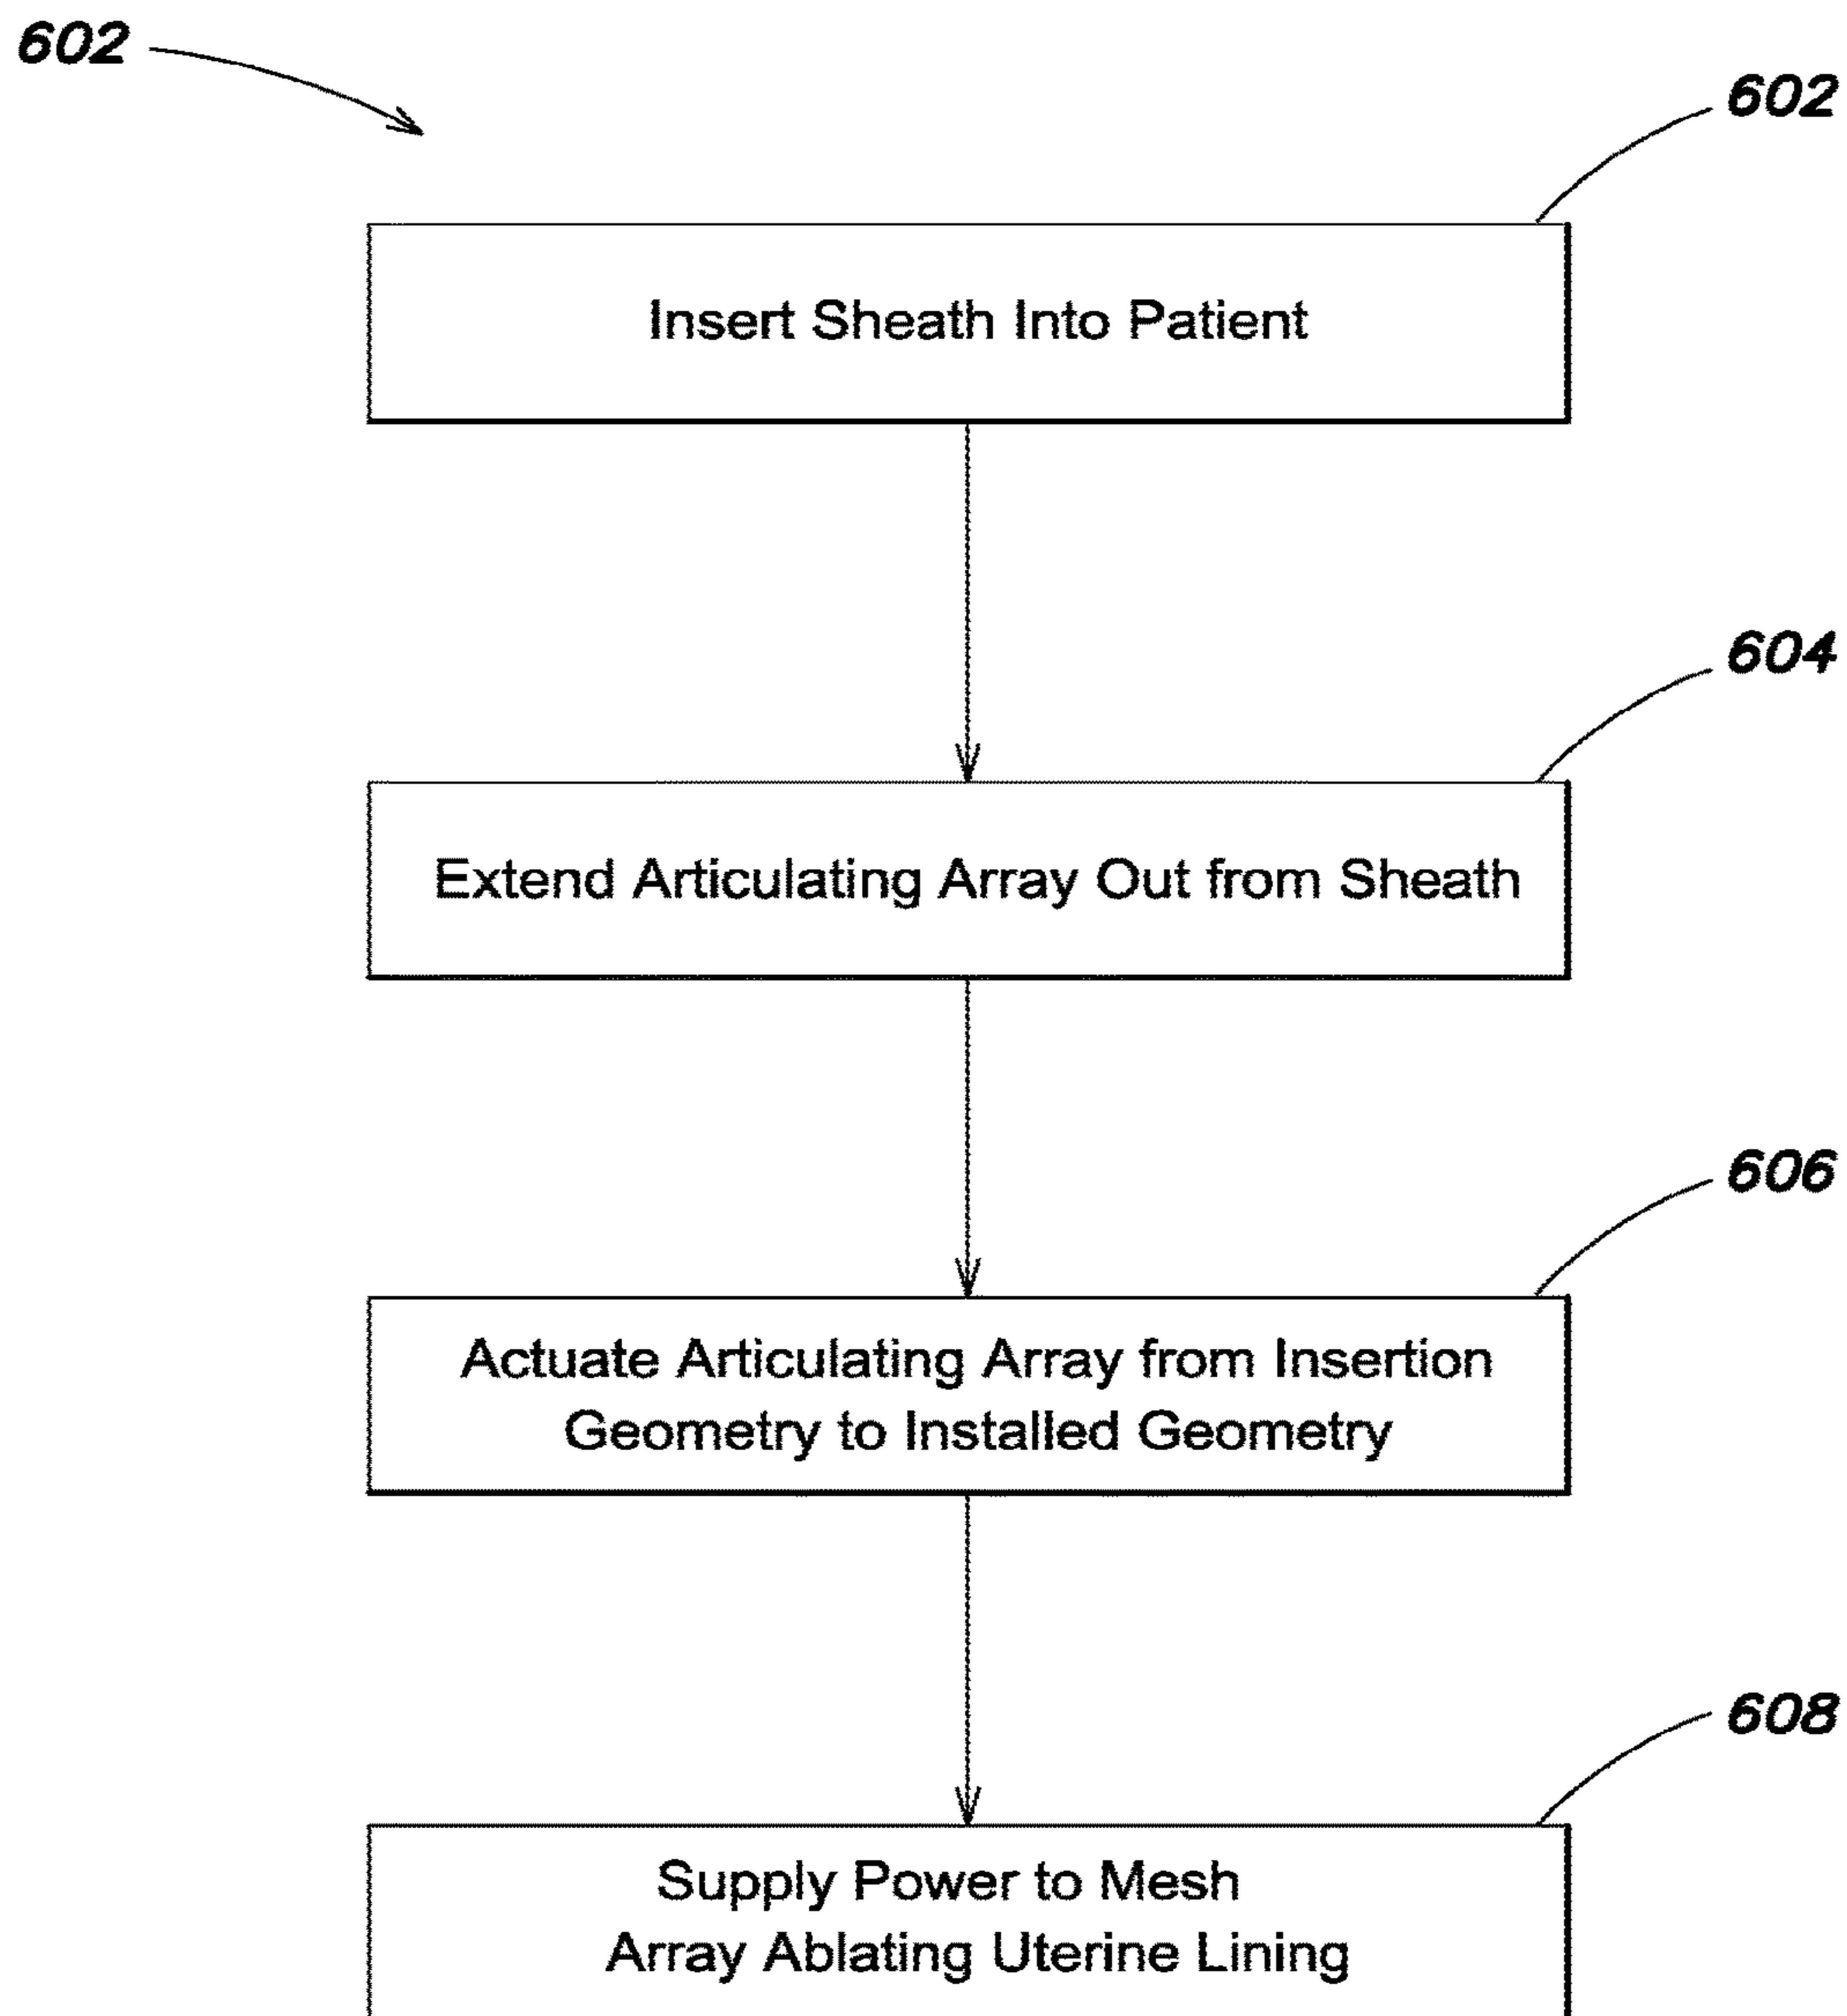 602
602
Insert Sheath Into Patient
604
Extend Articulating Array Out from Sheath
606
Actuate Articulating Array from Insertion
Geometry to Installed Geometry
608
Supply Power to Mesh
Array Ablating Uterine Lining